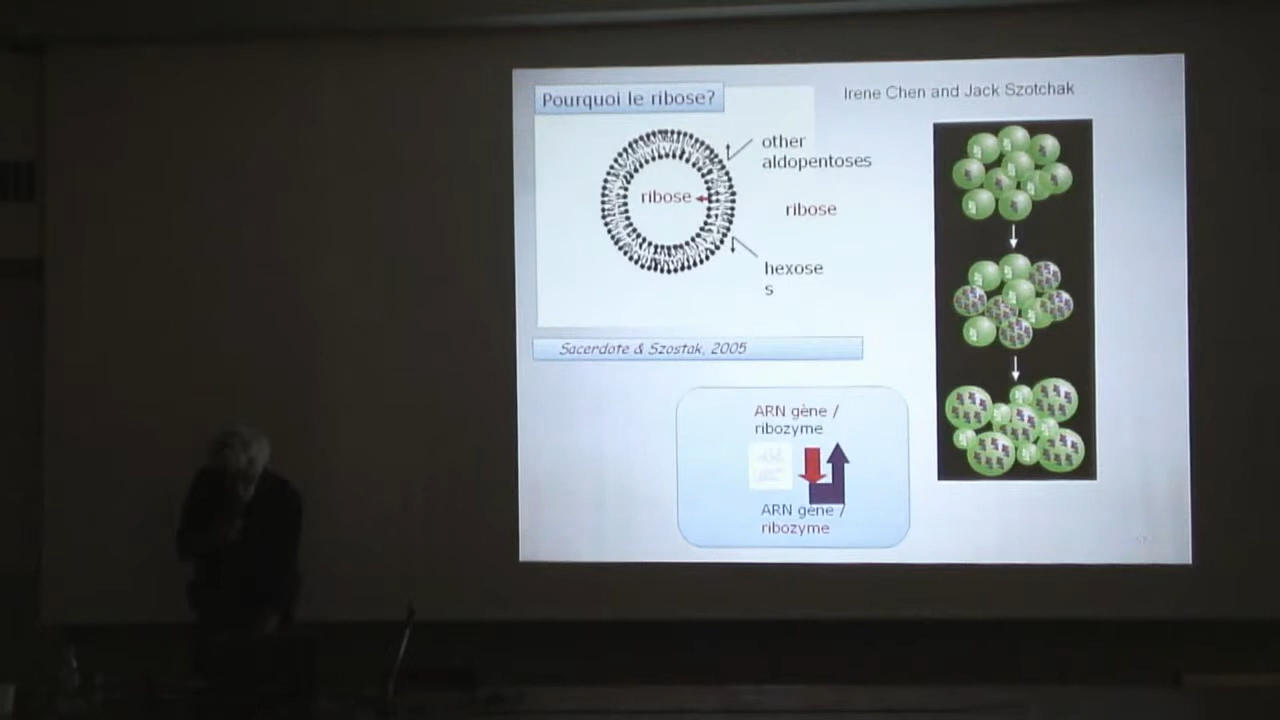 Pourquoi le ribose?
Irene Chen and Jack Szotchak
other
aldopentoses
ribose
ribose
hexose
s
Sacerdote & Szostak, 2005
ARN gène /
ribozyme
ARN gène /
ribozyme